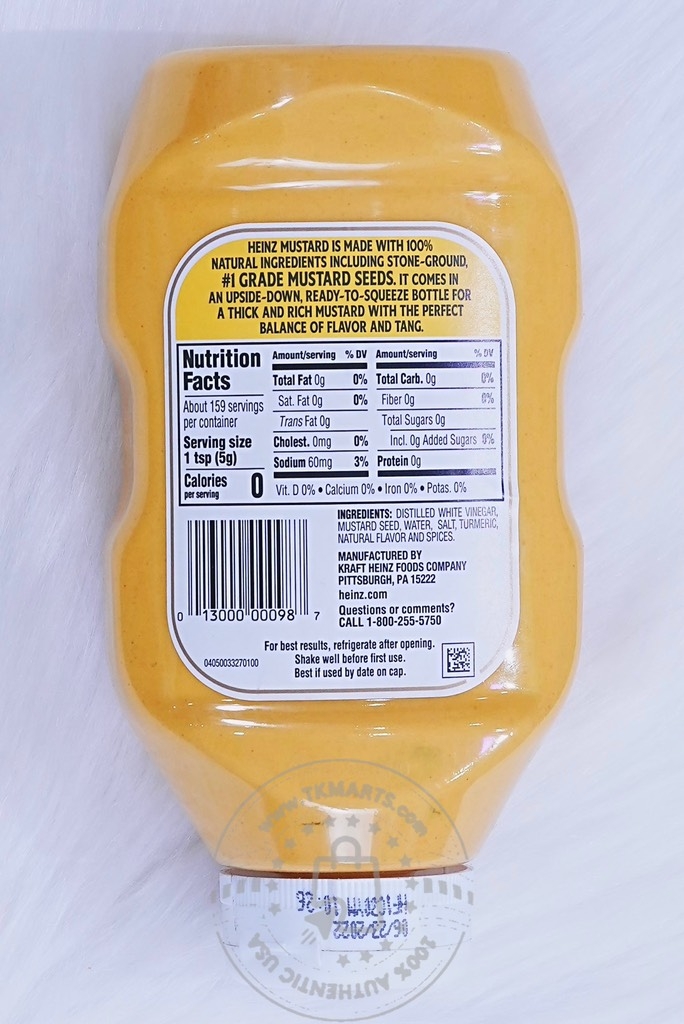 HEINZ MUSTARD IS MADE WITH 100%
NATURAL INGREDIENTS INCLUDING STONE-GROUND,
#1 GRADE MUSTARD SEEDS. IT COMES IN
AN UPSIDE-DOWN, READY-TO-SQUEEZE BOTTLE FOR
A THICK AND RICH MUSTARD WITH THE PERFECT
BALANCE OF FLAVOR AND TANG.
Nutrition
Facts
About 159 servings
per container
Serving size
1 tsp (5g)
Calories
per serving
0
Amount/serving % DV
Total Fat 0g 0%
Sat. Fat 0g 0%
Trans Fat 0g
Cholest. 0mg 0%
Sodium 60mg 3%
Amount/serving % DV
Total Carb. 0g 0%
Fiber 0g 0%
Total Sugars 0g
Incl. 0g Added Sugars 0%
Protein 0g
Vit. D 0% • Calcium 0% • Iron 0% • Potas. 0%
INGREDIENTS: DISTILLED WHITE VINEGAR,
MUSTARD SEED, WATER, SALT, TURMERIC,
NATURAL FLAVOR AND SPICES.
MANUFACTURED BY
KRAFT HEINZ FOODS COMPANY
PITTSBURGH, PA 15222
heinz.com
Questions or comments?
CALL 1-800-255-5750
0 13000 00098 7
For best results, refrigerate after opening.
Shake well before first use.
Best if used by date on cap.
04050033270100
www.TKMARTS.com
06/23/2022
10:26
100% AUTHENTIC USA